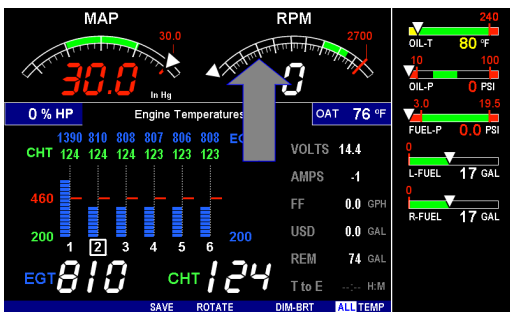 MAP
30.0
30.0
In Hg
RPM
2700
0
0 % HP
Engine Temperatures
OAT 76 ºF
1390 810 808 807 806 808 E
CHT 124 124 124 123 123 123
460
200
200
1 2 3 4 5 6
EGT 810 CHT 124
VOLTS 14.4
AMPS -1
FF 0.0 GPH
USD 0.0 GAL
REM 74 GAL
T to E --:-- H:M
SAVE ROTATE DIM-BRT ALL TEMP
240
OIL-T 80 ºF
10 100
OIL-P 0 PSI
3.0 19.5
FUEL-P 0.0 PSI
0
L-FUEL 17 GAL
0
R-FUEL 17 GAL